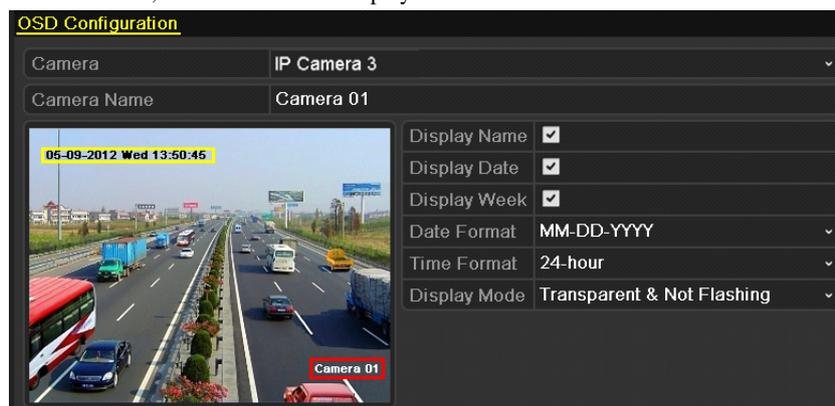 OSD Configuration
Camera IP Camera 3
Camera Name Camera 01
05-09-2012 Wed 13:50:45
Camera 01
Display Name
Display Date
Display Week
Date Format MM-DD-YYYY
Time Format 24-hour
Display Mode Transparent & Not Flashing